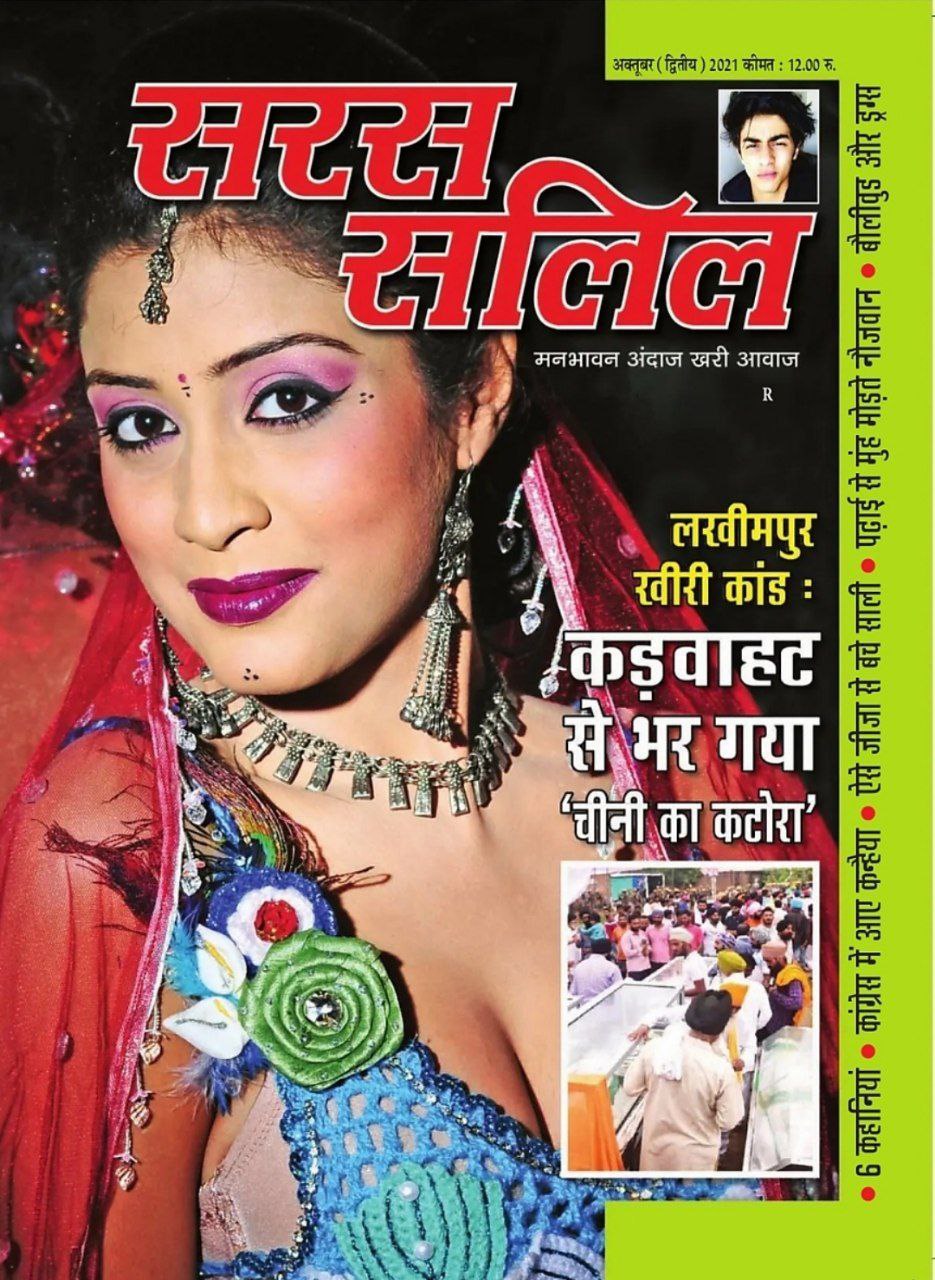 अक्तूबर ( द्वितीय ) 2021 कीमत : 12.00 रु.
सरस
सलिल
मनभावन अंदाज खरी आवाज
R
लखीमपुर
खीरी कांड :
कड़वाहट
से भर गया
‘चीनी का कटोरा’
• 6 कहानियां • कांग्रेस में आए कन्हैया • ऐसे जीजा से बचे साली • पढ़ाई से मुंह मोड़ते नौजवान • बौलीवुड और ड्रग्स